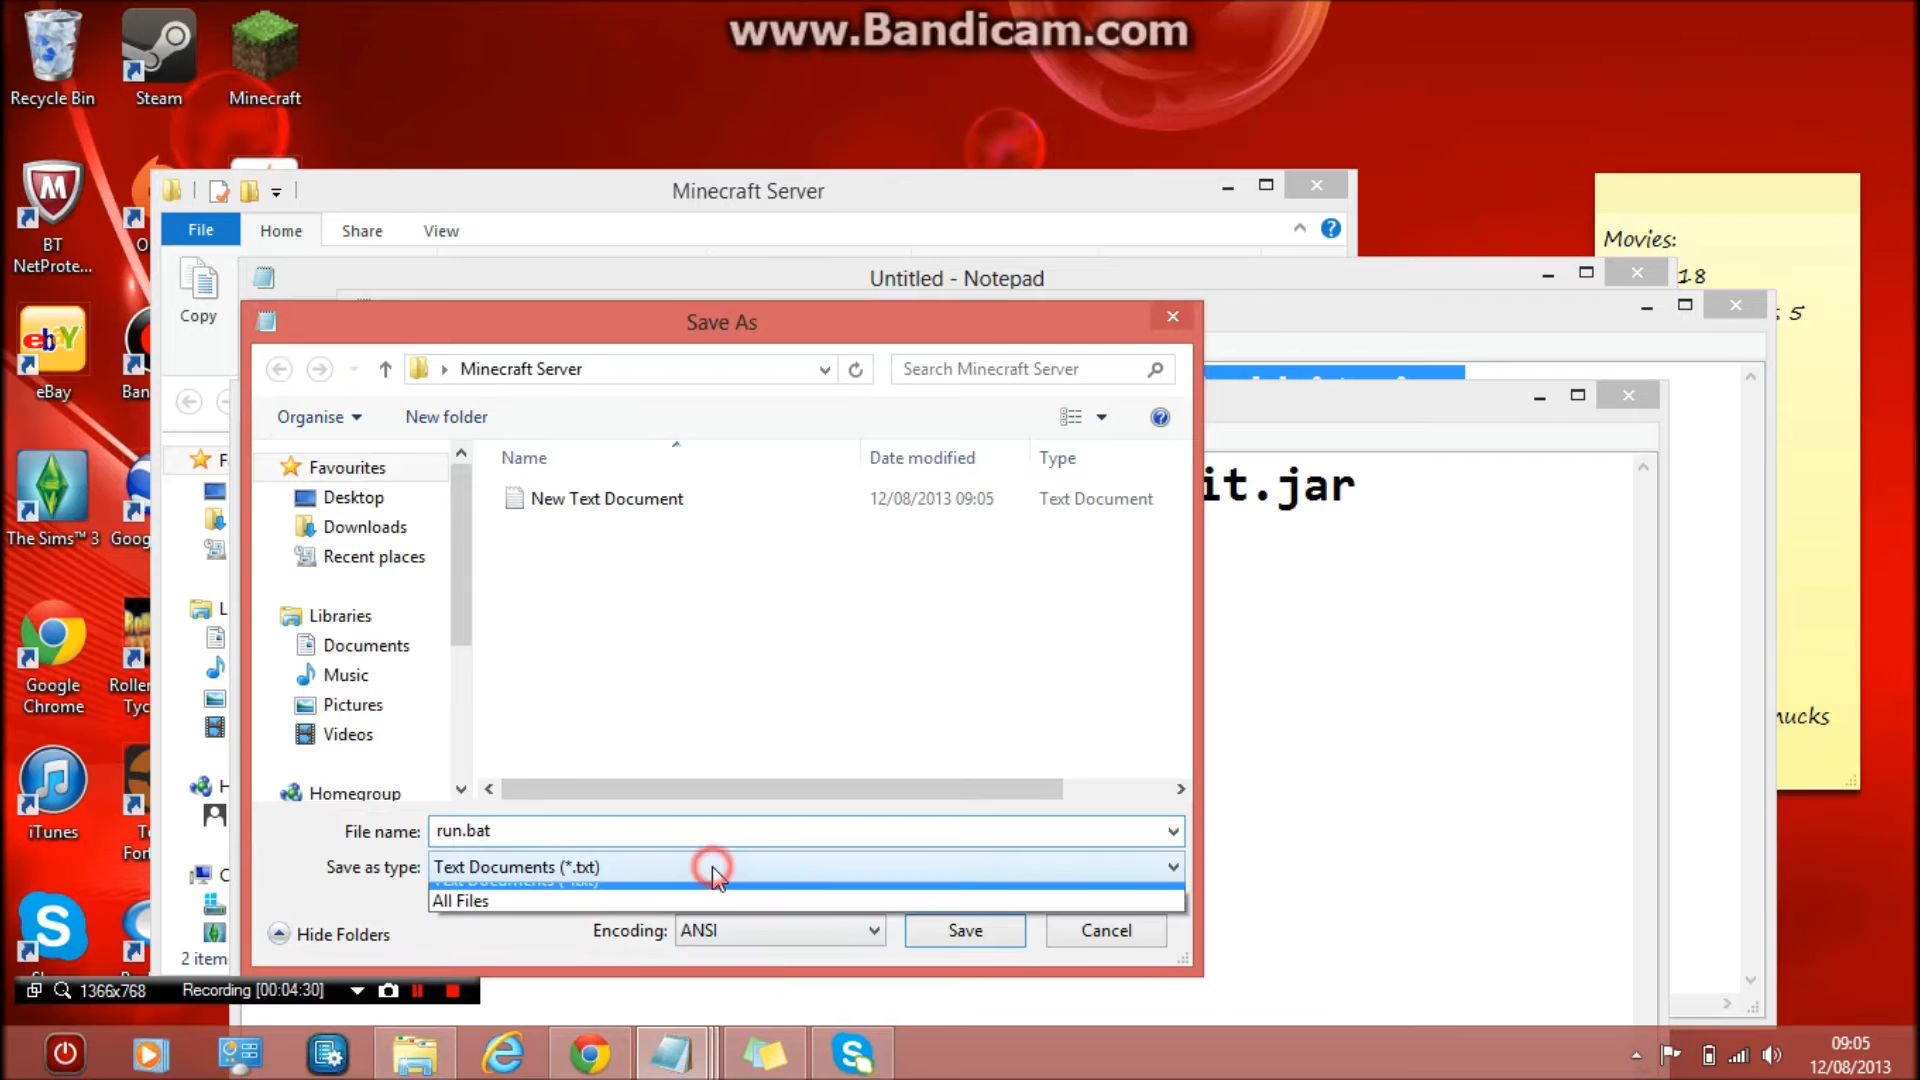 www.Bandicam.com
Recycle Bin
Steam
Minecraft
BT
NetProte...
eBay
Ban
The Sims™ 3
Goog
Google
Chrome
Roller
Tyc
iTunes
Fort
Minecraft Server
File
Home
Share
View
Copy
Untitled - Notepad
Movies:
18
: 5
Save As
Minecraft Server
Search Minecraft Server
Organise
New folder
Name
Date modified
Type
New Text Document
12/08/2013 09:05
Text Document
Favourites
Desktop
Downloads
Recent places
Libraries
Documents
Music
Pictures
Videos
Homegroup
it.jar
File name:
run.bat
Save as type:
Text Documents (*.txt)
All Files
Hide Folders
Encoding:
ANSI
Save
Cancel
2 item
1366x768
Recording [00:04:30]
09:05
12/08/2013